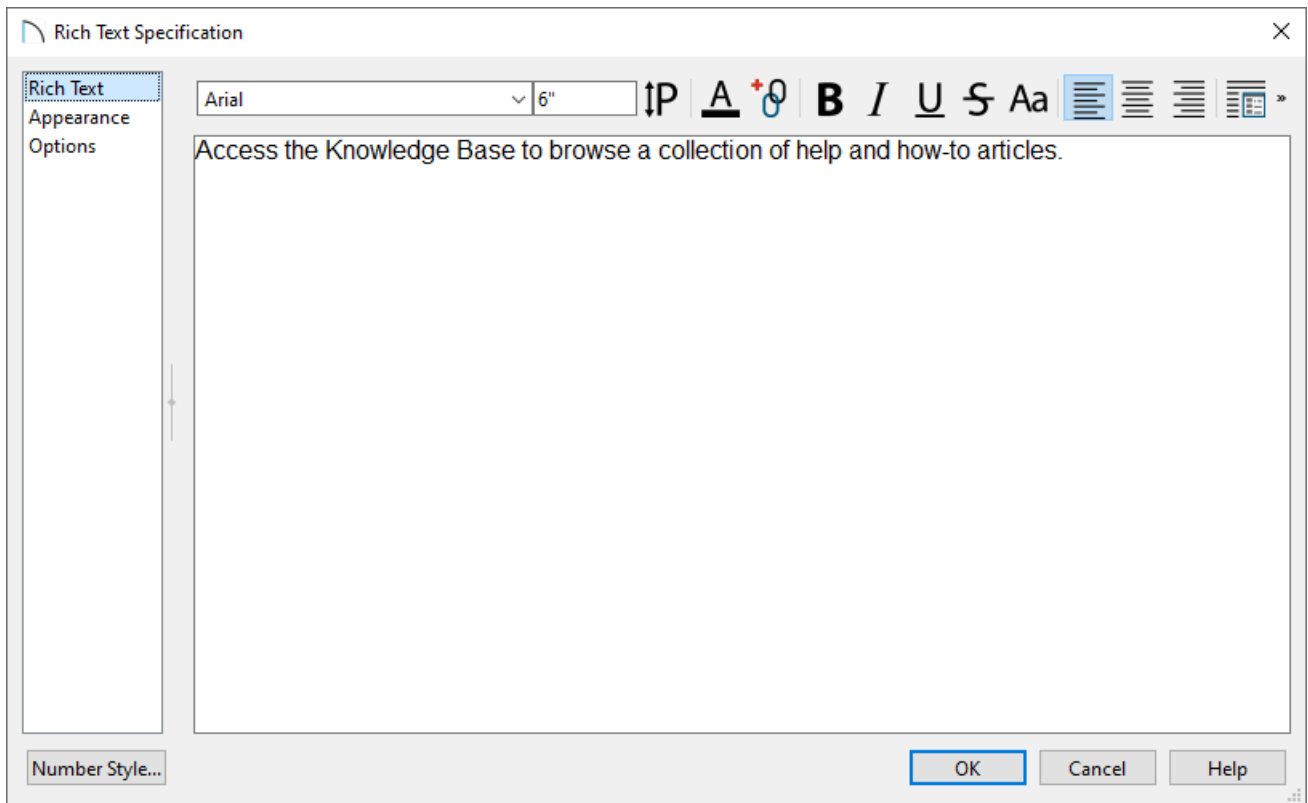 Rich Text Specification
Rich Text
Appearance
Options
Arial 6" P A B I U S Aa »
Access the Knowledge Base to browse a collection of help and how-to articles.
Number Style... OK Cancel Help